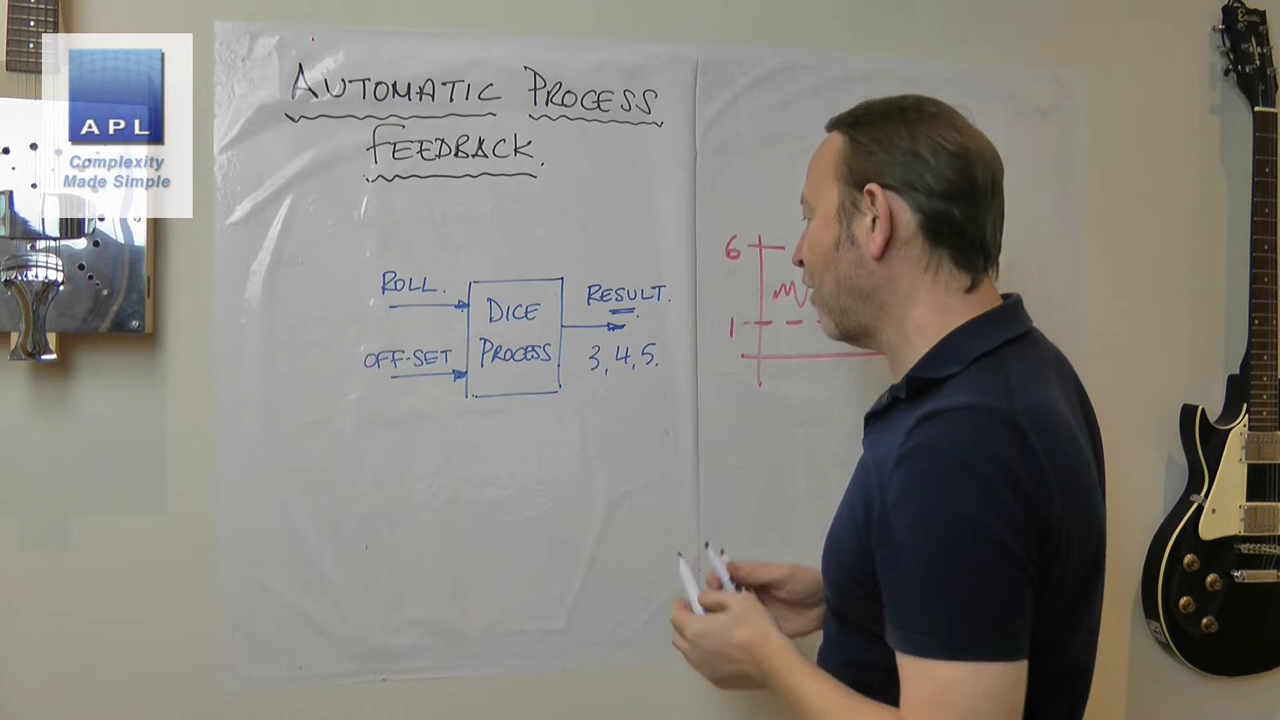 APL
Complexity
Made Simple
AUTOMATIC PROCESS
FEEDBACK.
ROLL.
OFF-SET
DICE
PROCESS
RESULT.
3, 4, 5.
6
1